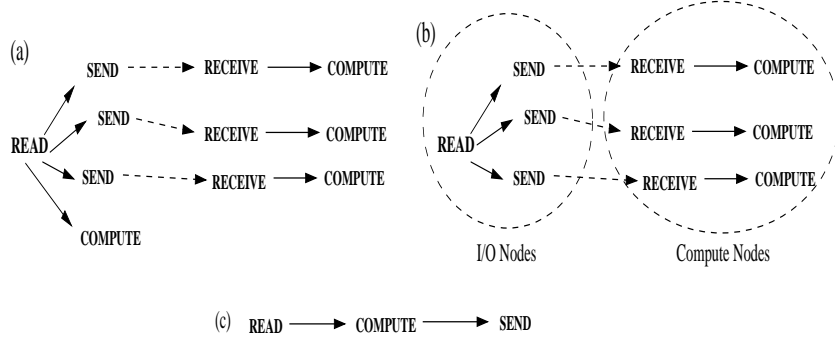 (a)
SEND RECEIVE COMPUTE
SEND RECEIVE COMPUTE
READ
SEND RECEIVE COMPUTE
COMPUTE
(b)
SEND RECEIVE COMPUTE
SEND RECEIVE COMPUTE
READ
SEND RECEIVE COMPUTE
I/O Nodes Compute Nodes
(c) READ COMPUTE SEND